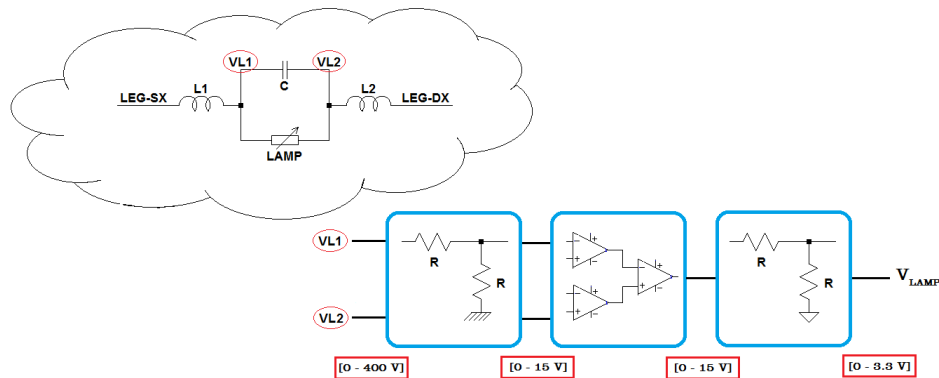 VL1 VL2
C
L1 L2
LEG-SX LEG-DX
LAMP
VL1
VL2
R
R
R
R
V LAMP
[0 - 400 V] [0 - 15 V] [0 - 15 V] [0 - 3.3 V]